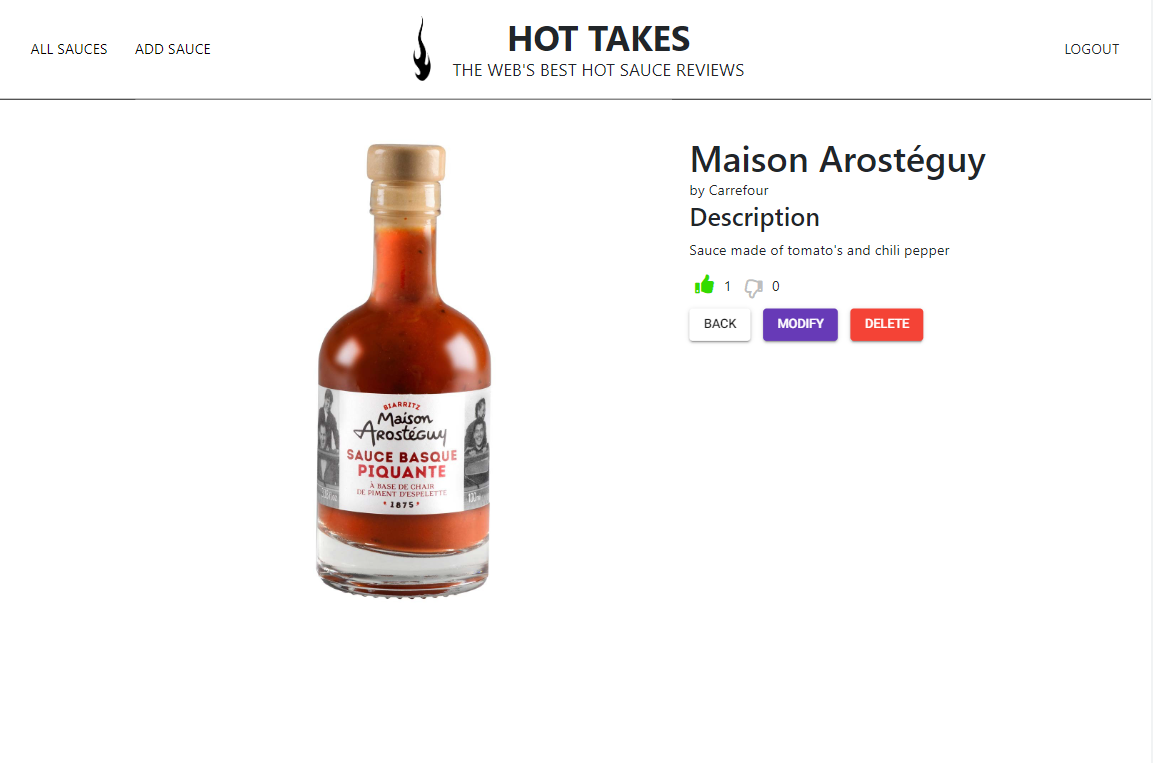 ALL SAUCES
ADD SAUCE
HOT TAKES
THE WEB'S BEST HOT SAUCE REVIEWS
LOGOUT
Maison Arostéguy
by Carrefour
Description
Sauce made of tomato's and chili pepper
1
0
BACK
MODIFY
DELETE
BIARRITZ
Maison
Arostéguy
SAUCE BASQUE
PIQUANTE
À BASE DE CHAIR
DE PIMENT D'ESPELETTE
1875